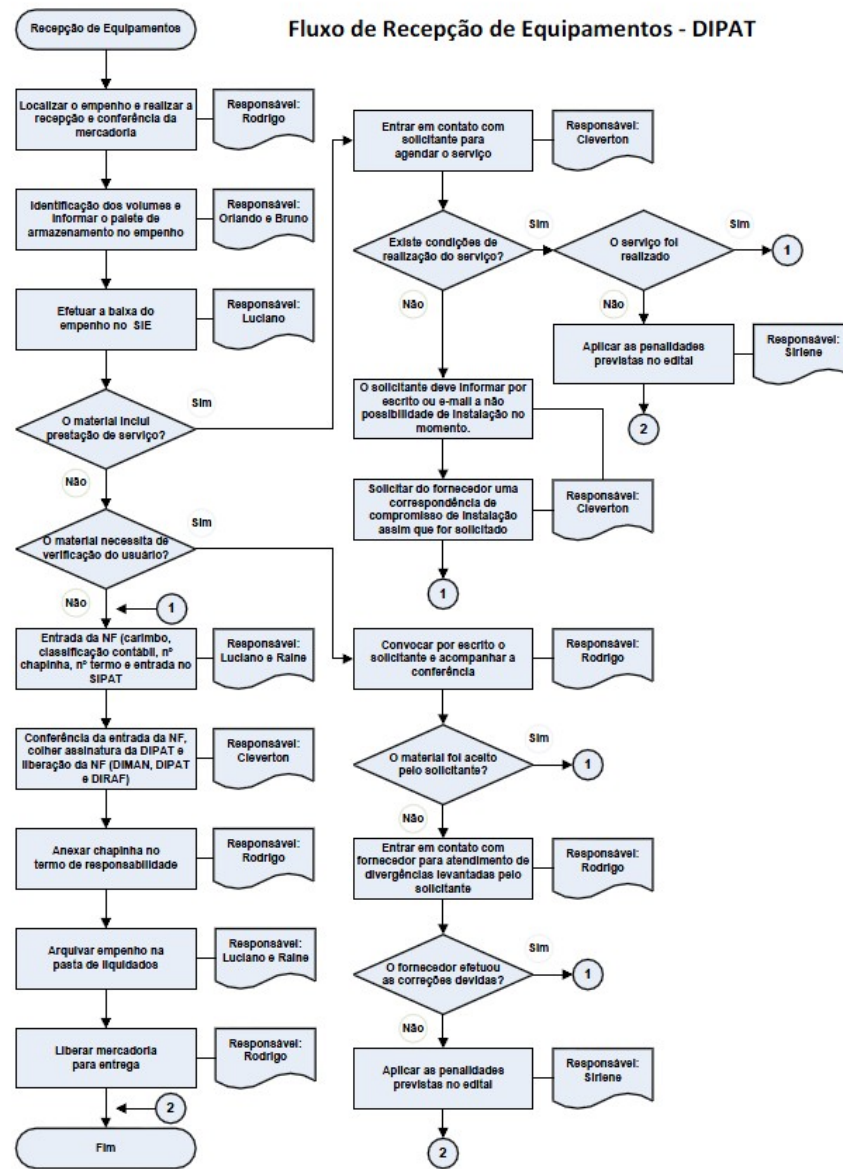 Fluxo de Recepção de Equipamentos - DIPAT
Recepção de Equipamentos
Localizar o empenho e realizar a
recepção e conferência da
mercadoria
Responsável:
Rodrigo
Identificação dos volumes e
informar o palete de
armazenamento no empenho
Responsável:
Orlando e Bruno
Efetuar a baixa do
empenho no SIE
Responsável:
Luciano
O material inclui
prestação de serviço?
Sim
Não
O material necessita de
verificação do usuário?
Sim
Não
1
Entrada da NF (carimbo,
classificação contábil, nº
chapinha, nº termo e entrada no
SIPAT
Responsável:
Luciano e Raine
Conferência da entrada da NF,
colher assinatura da DIPAT e
liberação da NF (DIMAN, DIPAT
e DIRAF)
Responsável:
Cleverton
Anexar chapinha no
termo de responsabilidade
Responsável:
Rodrigo
Arquivar empenho na
pasta de liquidados
Responsável:
Luciano e Raine
Liberar mercadoria
para entrega
Responsável:
Rodrigo
2
Fim
Entrar em contato com
solicitante para
agendar o serviço
Responsável:
Cleverton
Existe condições de
realização do serviço?
Sim
Não
O serviço foi
realizado
Sim
1
Não
Aplicar as penalidades
previstas no edital
Responsável:
Sirlene
2
O solicitante deve informar por
escrito ou e-mail a não
possibilidade de instalação no
momento.
Solicitar do fornecedor uma
correspondência de
compromisso de instalação
assim que for solicitado
Responsável:
Cleverton
1
Convocar por escrito o
solicitante e acompanhar a
conferência
Responsável:
Rodrigo
O material foi aceito
pelo solicitante?
Sim
1
Não
Entrar em contato com
fornecedor para atendimento de
divergências levantadas pelo
solicitante
Responsável:
Rodrigo
O fornecedor efetuou
as correções devidas?
Sim
1
Não
Aplicar as penalidades
previstas no edital
Responsável:
Sirlene
2